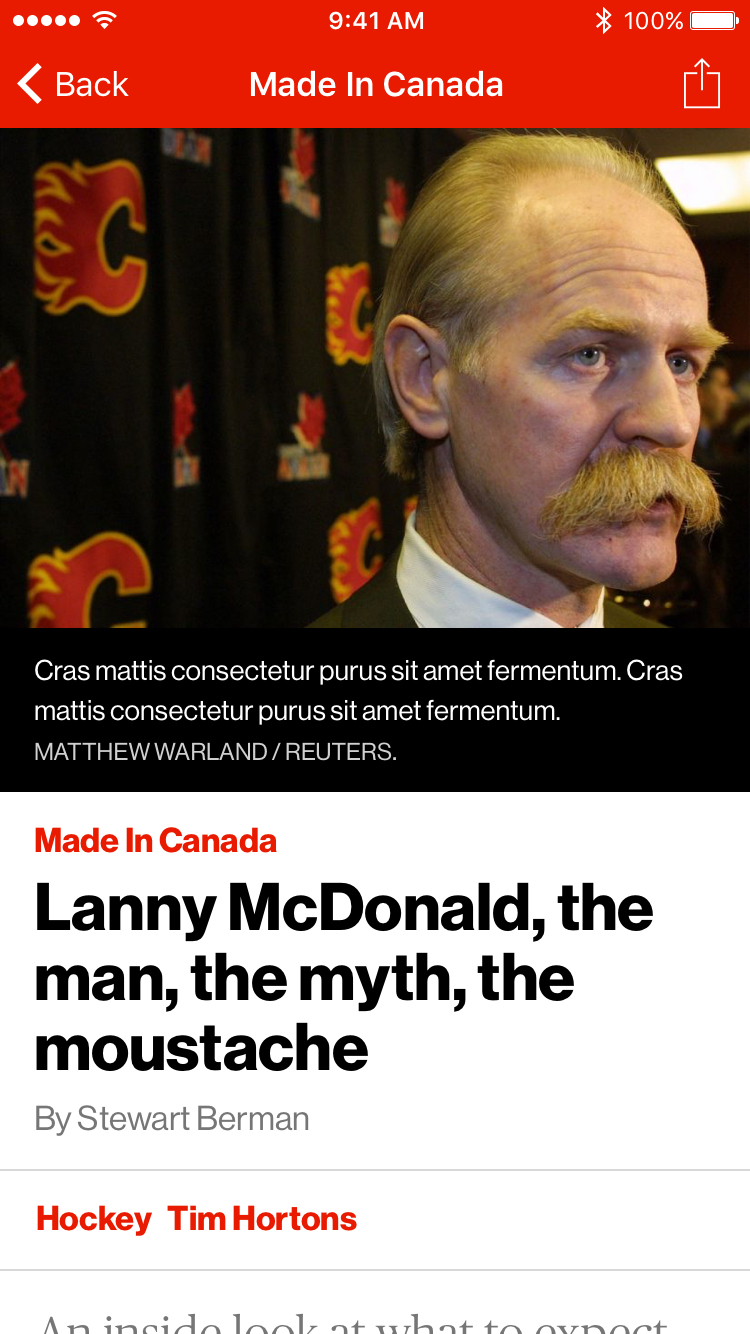 9:41 AM
100%
Back
Made In Canada
Cras mattis consectetur purus sit amet fermentum. Cras
mattis consectetur purus sit amet fermentum.
MATTHEW WARLAND / REUTERS.
Made In Canada
Lanny McDonald, the
man, the myth, the
moustache
By Stewart Berman
Hockey Tim Hortons
An inside look at what to expect